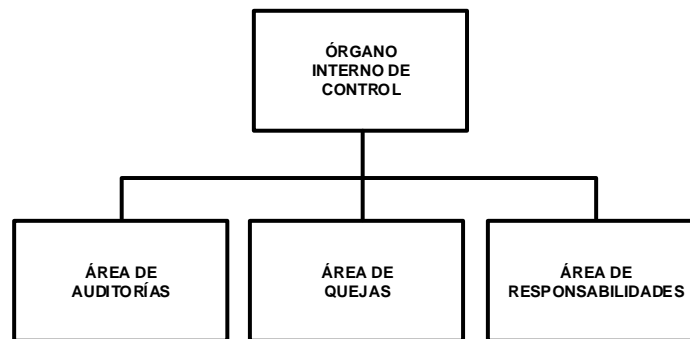 ÓRGANO
INTERNO DE
CONTROL
ÁREA DE
AUDITORÍAS
ÁREA DE
QUEJAS
ÁREA DE
RESPONSABILIDADES